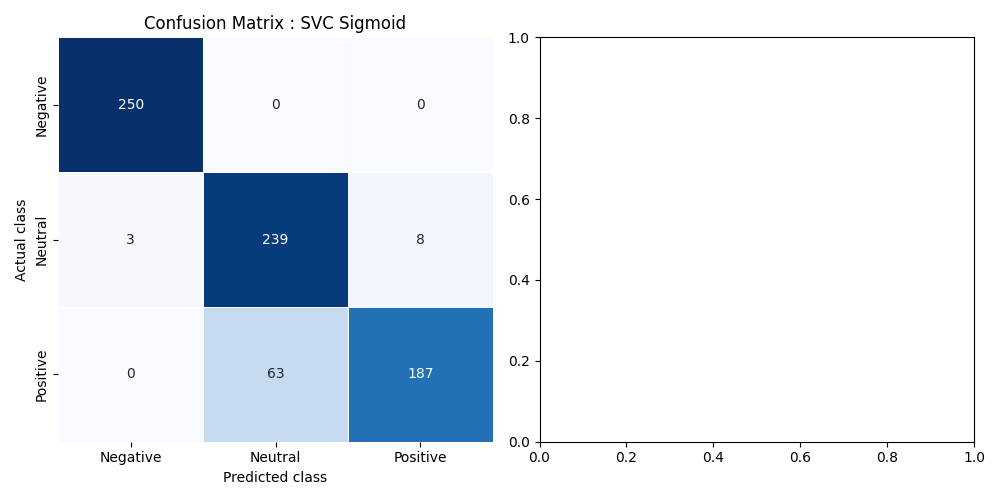 Confusion Matrix : SVC Sigmoid
Actual class
Negative
250 0 0
Neutral
3 239 8
Positive
0 63 187
Negative Neutral Positive
Predicted class
1.0
0.8
0.6
0.4
0.2
0.0
0.0 0.2 0.4 0.6 0.8 1.0